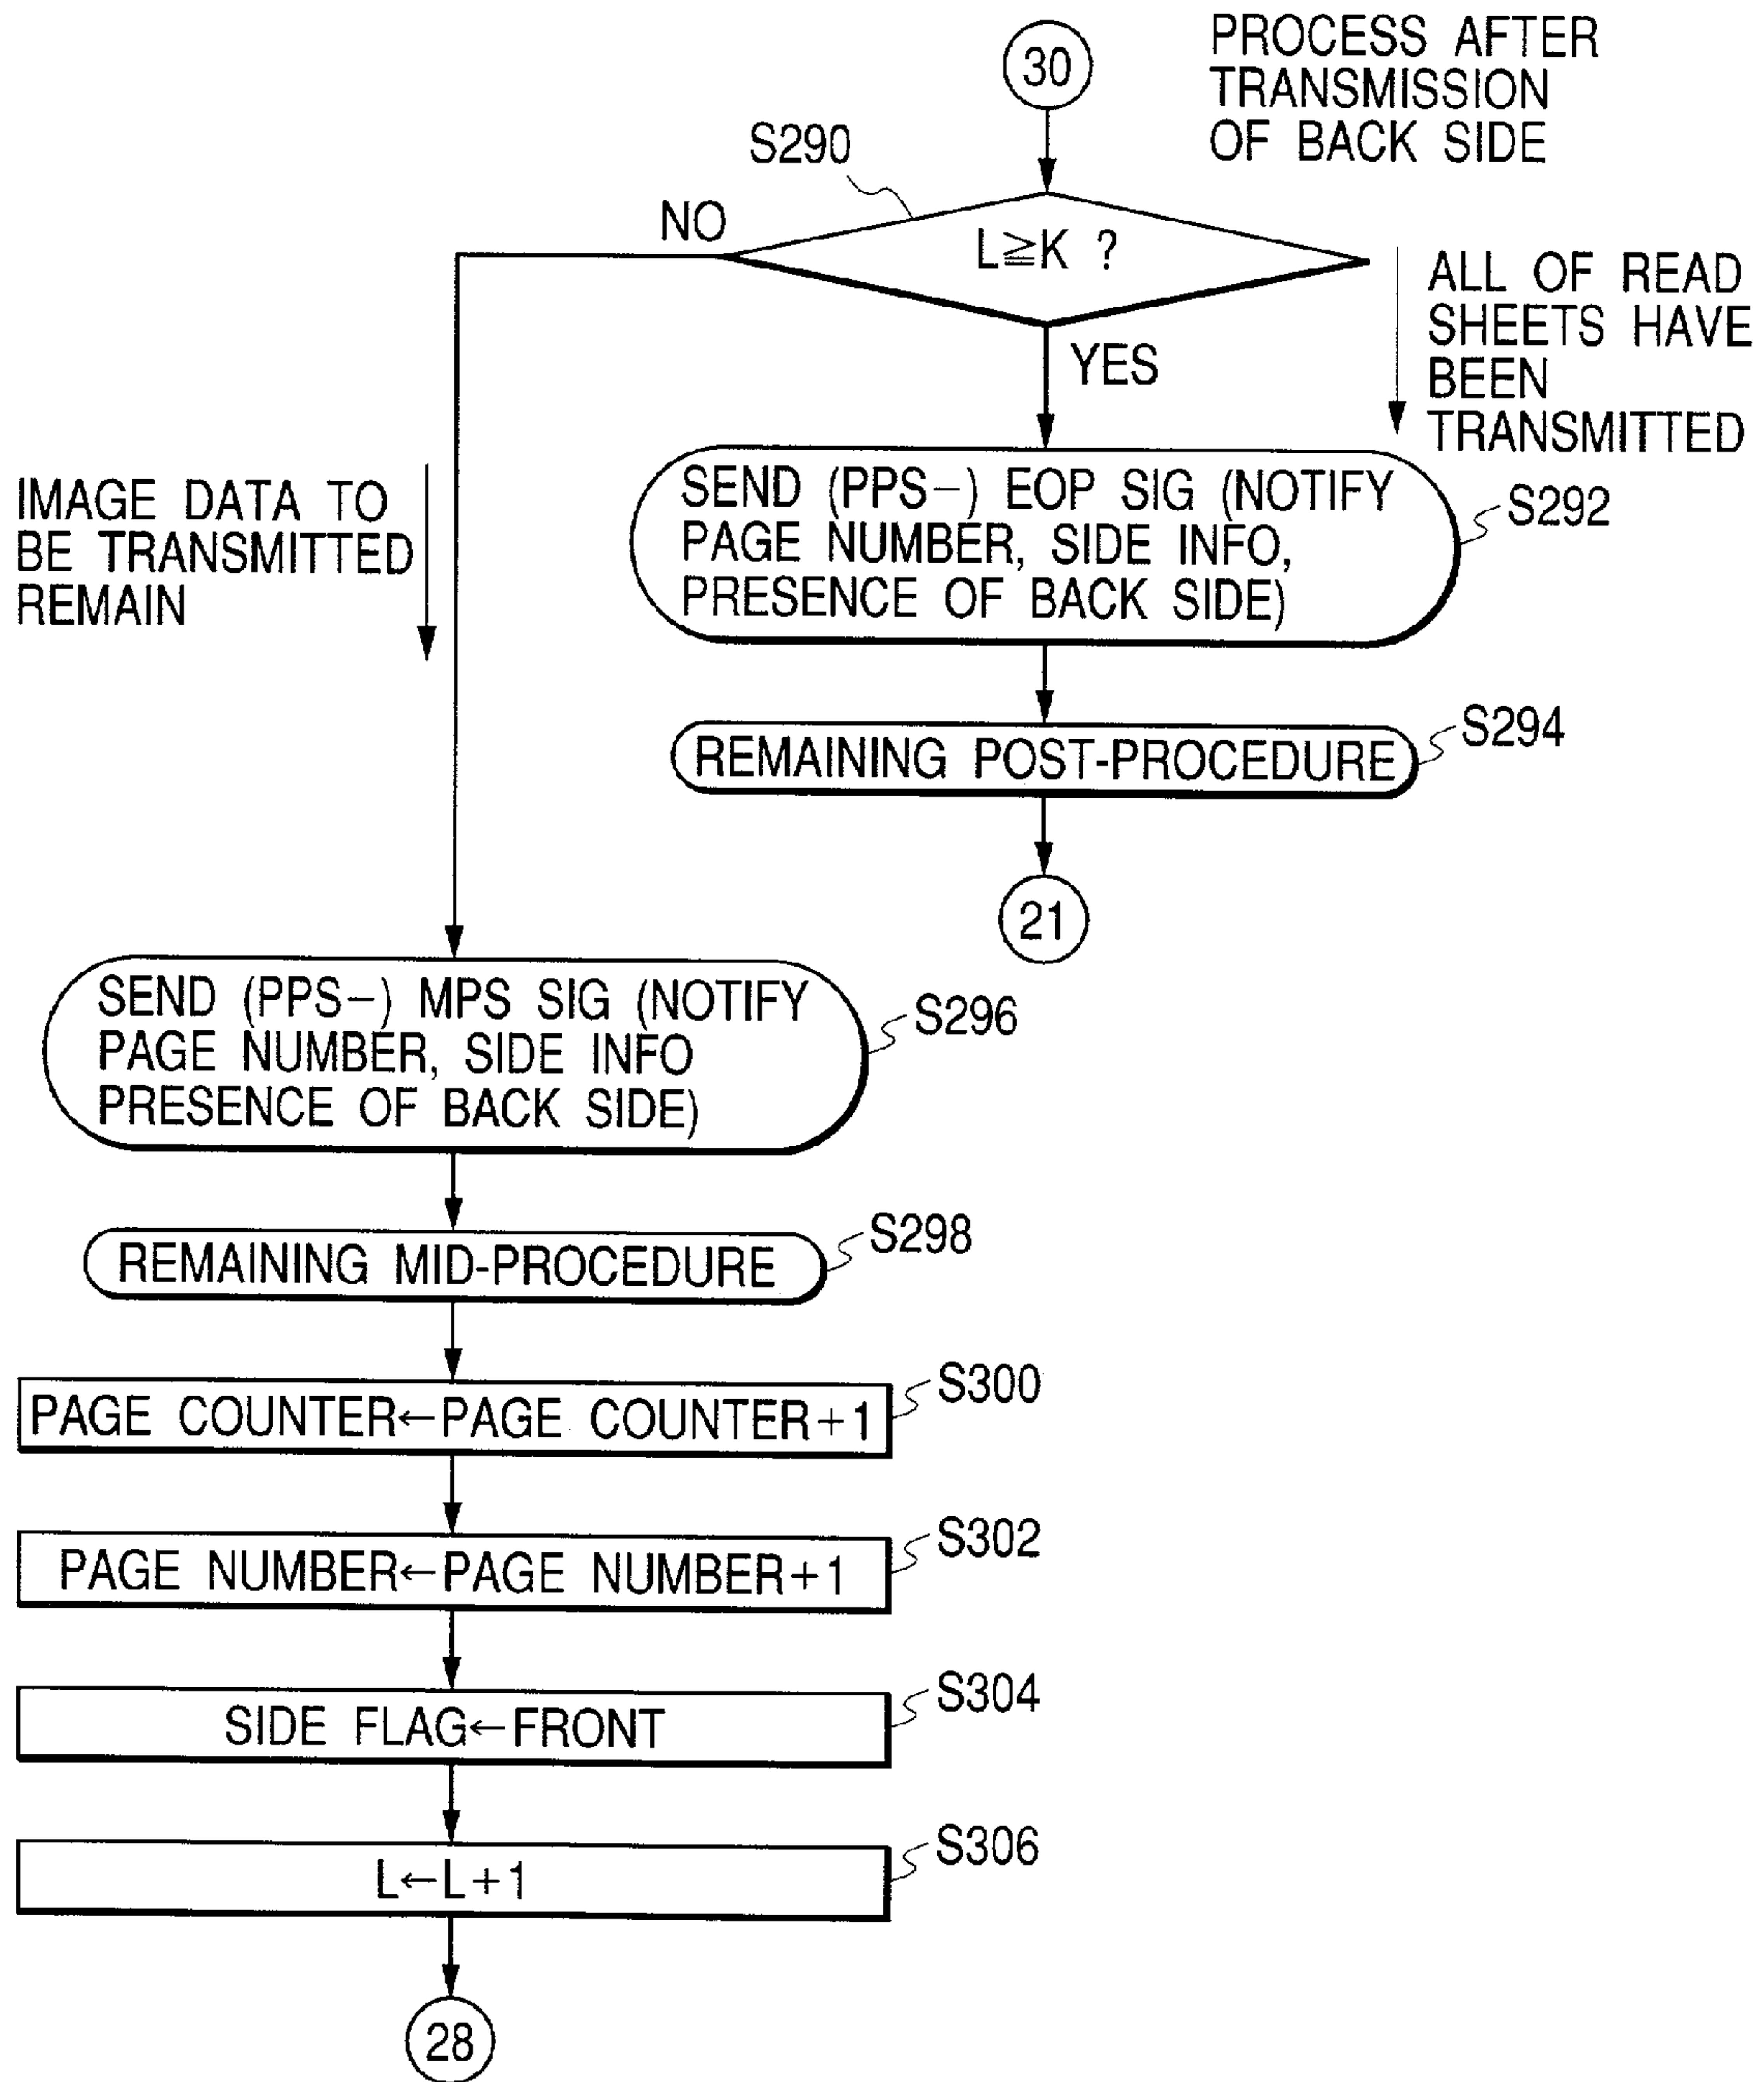 30
PROCESS AFTER
TRANSMISSION
OF BACK SIDE
S290
NO
L≧K ?
YES
ALL OF READ
SHEETS HAVE
BEEN
TRANSMITTED
IMAGE DATA TO
BE TRANSMITTED
REMAIN
SEND (PPS−) EOP SIG (NOTIFY
PAGE NUMBER, SIDE INFO,
PRESENCE OF BACK SIDE)
S292
REMAINING POST-PROCEDURE
S294
21
SEND (PPS−) MPS SIG (NOTIFY
PAGE NUMBER, SIDE INFO
PRESENCE OF BACK SIDE)
S296
REMAINING MID-PROCEDURE
S298
PAGE COUNTER←PAGE COUNTER+1
S300
PAGE NUMBER←PAGE NUMBER+1
S302
SIDE FLAG←FRONT
S304
L←L+1
S306
28